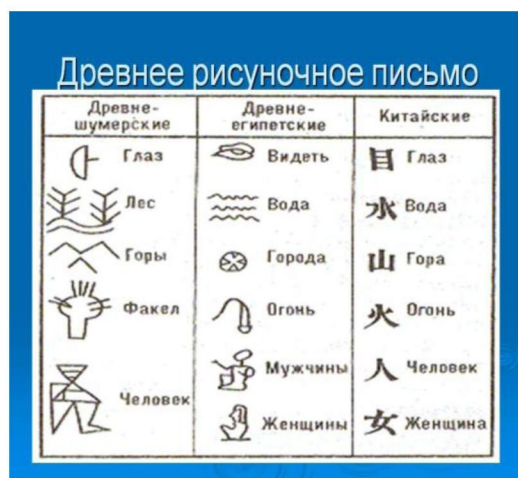 Древнее рисуночное письмо
Древне-шумерские
Древне-египетские
Китайские
Глаз
Видеть
目 Глаз
Лес
Вода
水 Вода
Горы
Города
山 Гора
Факел
Огонь
火 Огонь
Человек
Мужчины
人 Человек
Женщины
女 Женщина